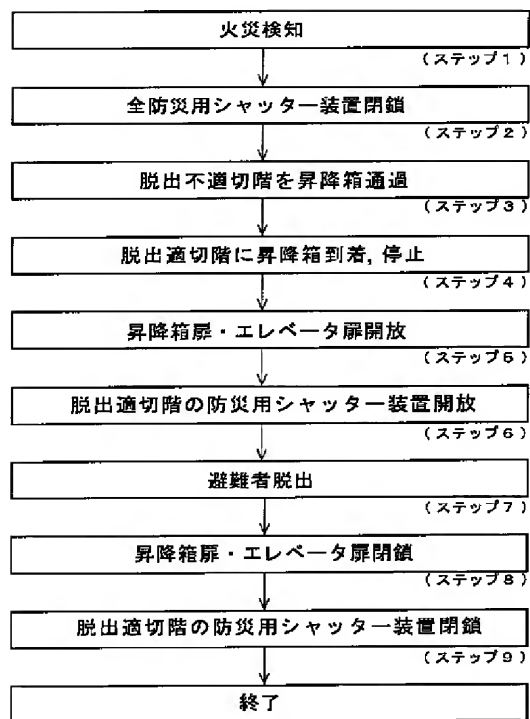 火災検知
(ステップ1)
全防災用シャッター装置閉鎖
(ステップ2)
脱出不適切階を昇降箱通過
(ステップ3)
脱出適切階に昇降箱到着,停止
(ステップ4)
昇降箱扉・エレベータ扉開放
(ステップ5)
脱出適切階の防災用シャッター装置開放
(ステップ6)
避難者脱出
(ステップ7)
昇降箱扉・エレベータ扉閉鎖
(ステップ8)
脱出適切階の防災用シャッター装置閉鎖
(ステップ9)
終了